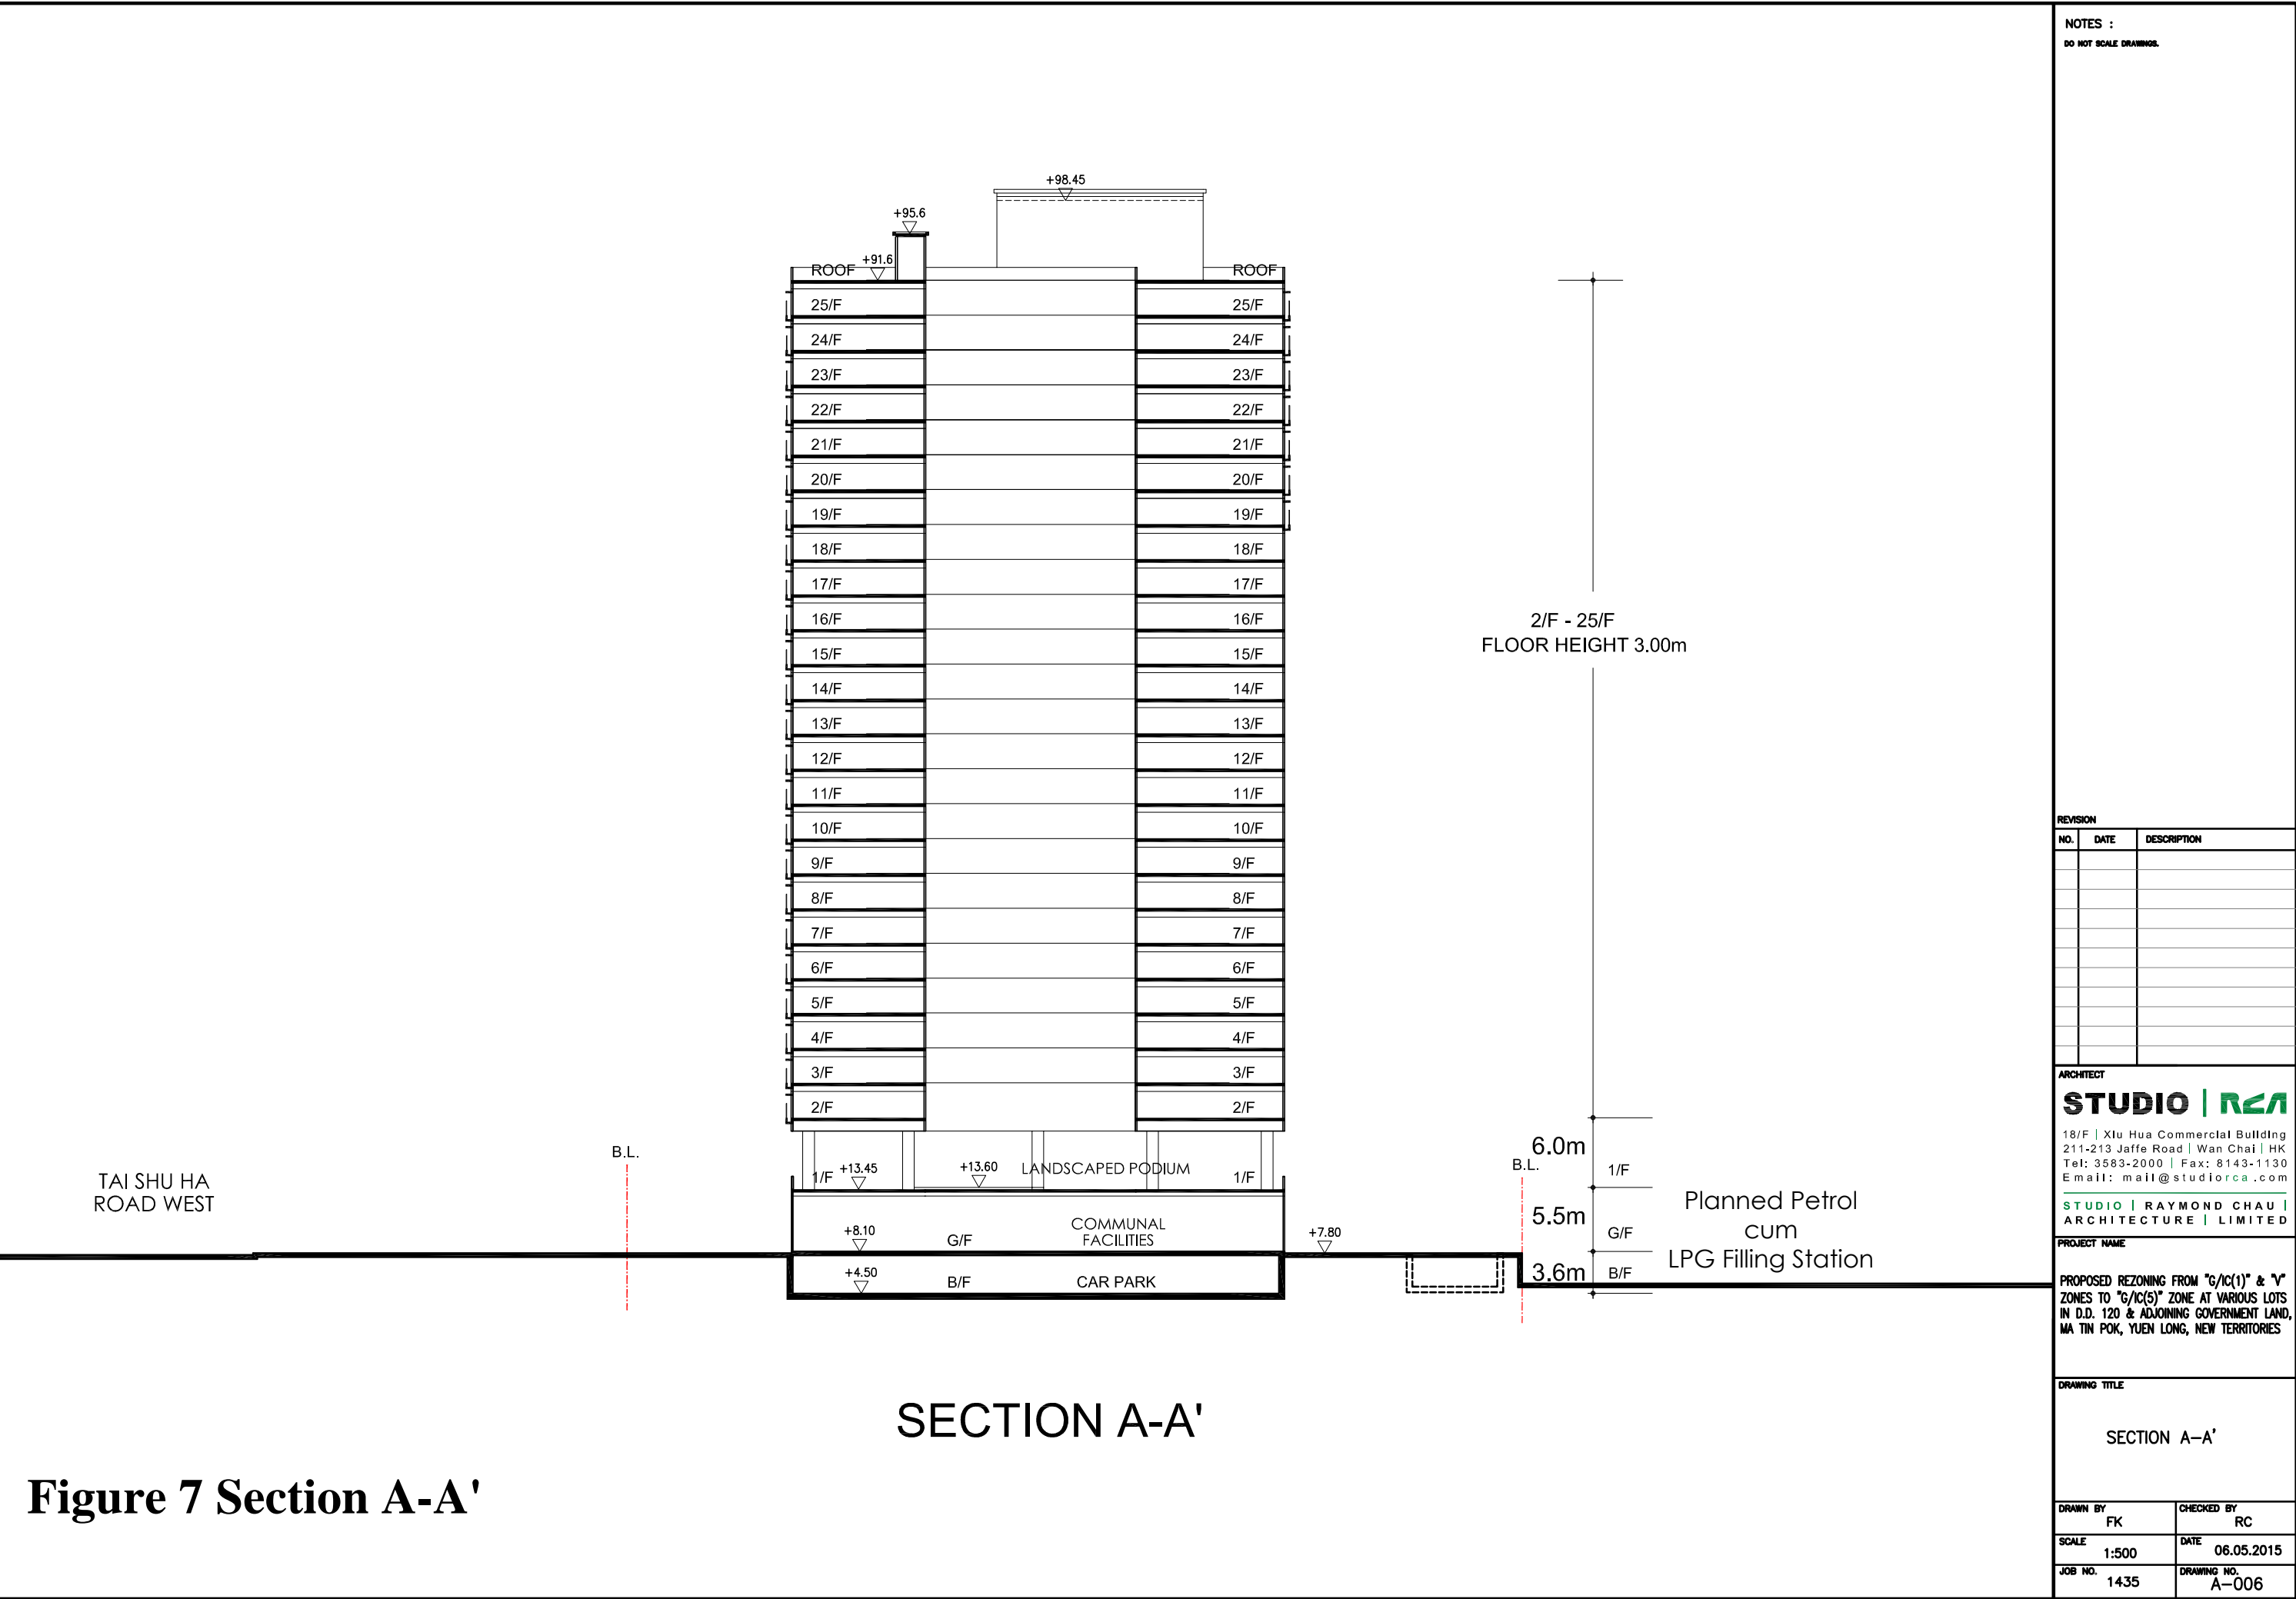 +98.45
+95.6
+91.6
ROOF ROOF
25/F 25/F
24/F 24/F
23/F 23/F
22/F 22/F
21/F 21/F
20/F 20/F
19/F 19/F
18/F 18/F
17/F 17/F
16/F 16/F
15/F 15/F
14/F 14/F
13/F 13/F
12/F 12/F
11/F 11/F
10/F 10/F
9/F 9/F
8/F 8/F
7/F 7/F
6/F 6/F
5/F 5/F
4/F 4/F
3/F 3/F
2/F 2/F
1/F +13.45 +13.60 LANDSCAPED PODIUM 1/F
+8.10 G/F COMMUNAL
FACILITIES
+4.50 B/F CAR PARK
+7.80
TAI SHU HA
ROAD WEST
B.L.
2/F - 25/F
FLOOR HEIGHT 3.00m
6.0m 1/F
B.L.
5.5m G/F
3.6m B/F
Planned Petrol
cum
LPG Filling Station
SECTION A-A'
Figure 7 Section A-A'
NOTES :
DO NOT SCALE DRAWINGS.
REVISION
NO. DATE DESCRIPTION
ARCHITECT
STUDIO | RCA
18/F | Xiu Hua Commercial Building
211-213 Jaffe Road | Wan Chai | HK
Tel: 3583-2000 | Fax: 8143-1130
Email: mail@studiorca.com
STUDIO | RAYMOND CHAU |
ARCHITECTURE | LIMITED
PROJECT NAME
PROPOSED REZONING FROM "G/IC(1)" & "V"
ZONES TO "G/IC(5)" ZONE AT VARIOUS LOTS
IN D.D. 120 & ADJOINING GOVERNMENT LAND,
MA TIN POK, YUEN LONG, NEW TERRITORIES
DRAWING TITLE
SECTION A-A'
DRAWN BY CHECKED BY
FK RC
SCALE DATE
1:500 06.05.2015
JOB NO. DRAWING NO.
1435 A-006